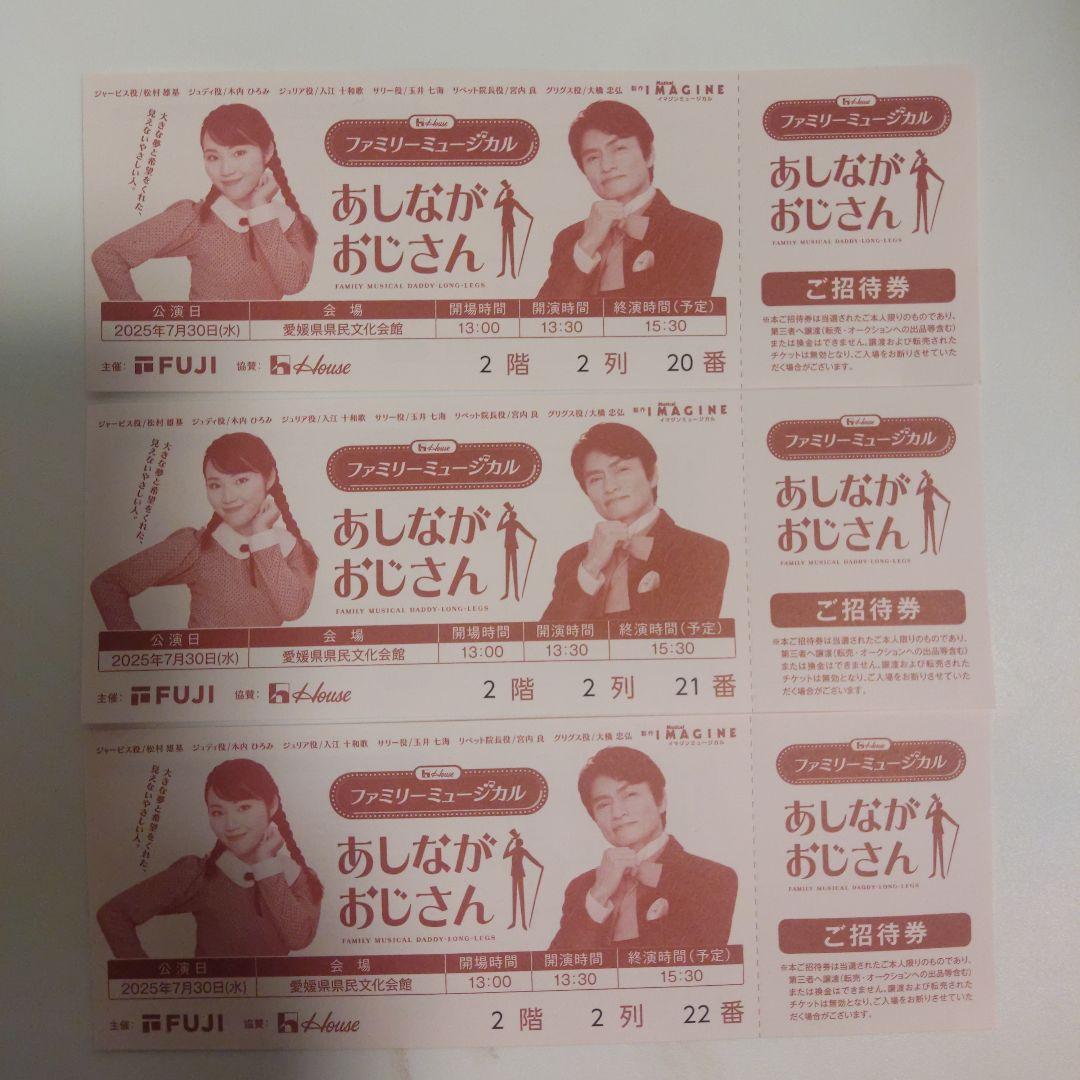 ジャービス役/松村 雄基 ジュディ役/木内 ひろみ ジュリア役/入江 十和歌 サリー役/玉井 七海 リペット院長役/宮内 良 グリグス役/大橋 忠弘 製作 Musical IMAGINE
イマジンミュージカル
大きな夢と希望をくれた、
見えないやさしい人。
House
ファミリーミュージカル
あしなが
おじさん
FAMILY MUSICAL DADDY-LONG-LEGS
公演日 会場 開場時間 開演時間 終演時間(予定)
2025年7月30日(水) 愛媛県県民文化会館 13:00 13:30 15:30
主催: FUJI 協賛: House 2階 2列 20番
House
ファミリーミュージカル
あしなが
おじさん
FAMILY MUSICAL DADDY-LONG-LEGS
ご招待券
※本ご招待券は当選されたご本人限りのものであり、
第三者へ譲渡(転売・オークションへの出品等含む)
または換金はできません。譲渡および転売された
チケットは無効となり、ご入場をお断りさせていた
だく場合がございます。
ジャービス役/松村 雄基 ジュディ役/木内 ひろみ ジュリア役/入江 十和歌 サリー役/玉井 七海 リペット院長役/宮内 良 グリグス役/大橋 忠弘 製作 Musical IMAGINE
イマジンミュージカル
大きな夢と希望をくれた、
見えないやさしい人。
House
ファミリーミュージカル
あしなが
おじさん
FAMILY MUSICAL DADDY-LONG-LEGS
公演日 会場 開場時間 開演時間 終演時間(予定)
2025年7月30日(水) 愛媛県県民文化会館 13:00 13:30 15:30
主催: FUJI 協賛: House 2階 2列 21番
House
ファミリーミュージカル
あしなが
おじさん
FAMILY MUSICAL DADDY-LONG-LEGS
ご招待券
※本ご招待券は当選されたご本人限りのものであり、
第三者へ譲渡(転売・オークションへの出品等含む)
または換金はできません。譲渡および転売された
チケットは無効となり、ご入場をお断りさせていた
だく場合がございます。
ジャービス役/松村 雄基 ジュディ役/木内 ひろみ ジュリア役/入江 十和歌 サリー役/玉井 七海 リペット院長役/宮内 良 グリグス役/大橋 忠弘 製作 Musical IMAGINE
イマジンミュージカル
大きな夢と希望をくれた、
見えないやさしい人。
House
ファミリーミュージカル
あしなが
おじさん
FAMILY MUSICAL DADDY-LONG-LEGS
公演日 会場 開場時間 開演時間 終演時間(予定)
2025年7月30日(水) 愛媛県県民文化会館 13:00 13:30 15:30
主催: FUJI 協賛: House 2階 2列 22番
House
ファミリーミュージカル
あしなが
おじさん
FAMILY MUSICAL DADDY-LONG-LEGS
ご招待券
※本ご招待券は当選されたご本人限りのものであり、
第三者へ譲渡(転売・オークションへの出品等含む)
または換金はできません。譲渡および転売された
チケットは無効となり、ご入場をお断りさせていた
だく場合がございます。